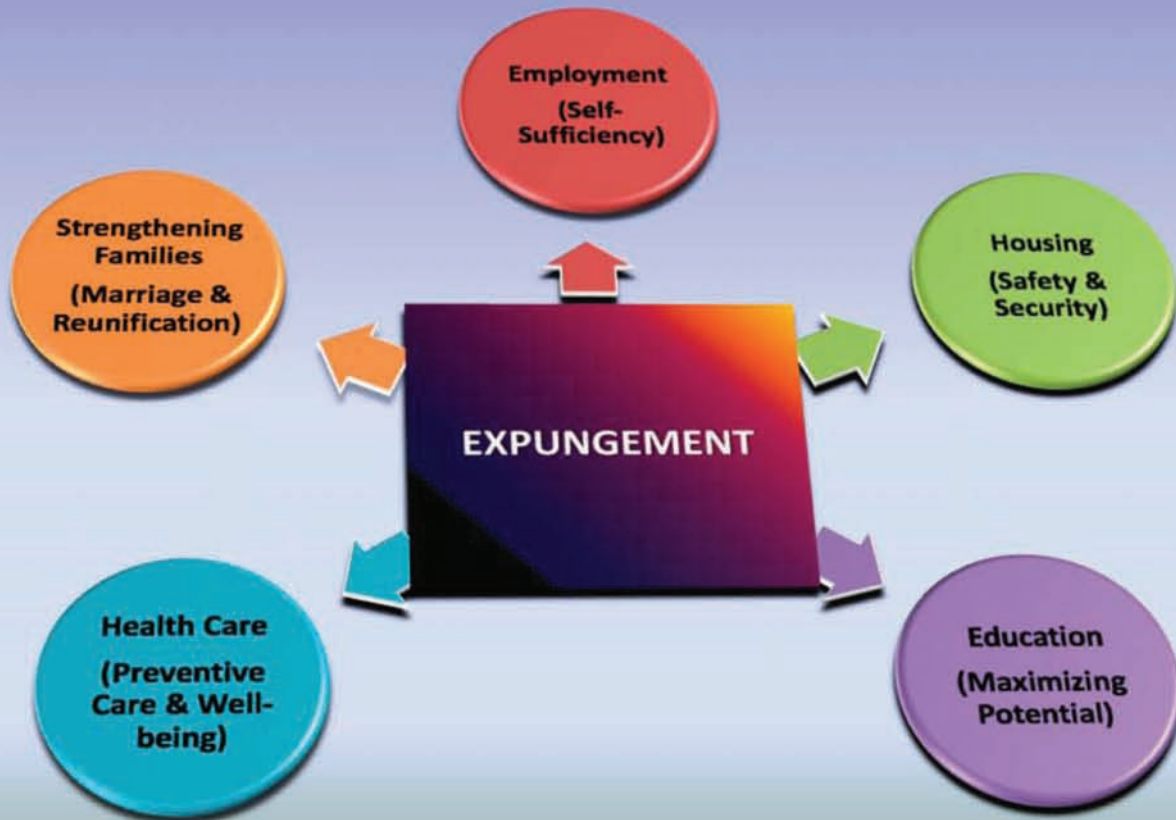 Employment
(Self-
Sufficiency)
Strengthening
Families
(Marriage &
Reunification)
Housing
(Safety &
Security)
EXPUNGEMENT
Health Care
(Preventive
Care & Well-
being)
Education
(Maximizing
Potential)